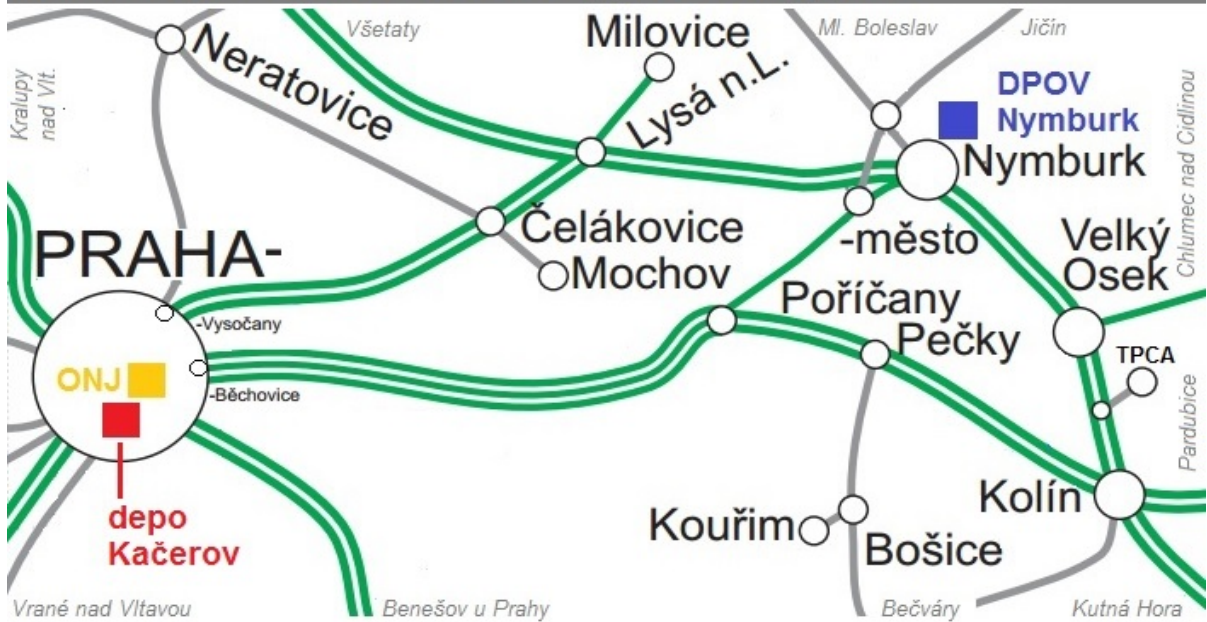 Všetaty
Milovice
Ml. Boleslav
Jičín
Neratovice
Kralupy
nad Vlt.
Lysá n.L.
DPOV
Nymburk
Nymburk
Chlumec nad Cidlinou
Čelákovice
-město
Velký
Osek
PRAHA-
Mochov
Poříčany
-Vysočany
Pečky
TPCA
ONJ
-Běchovice
Pardubice
Kolín
depo
Kačerov
Kouřim
Bošice
Vrané nad Vltavou
Benešov u Prahy
Bečváry
Kutná Hora